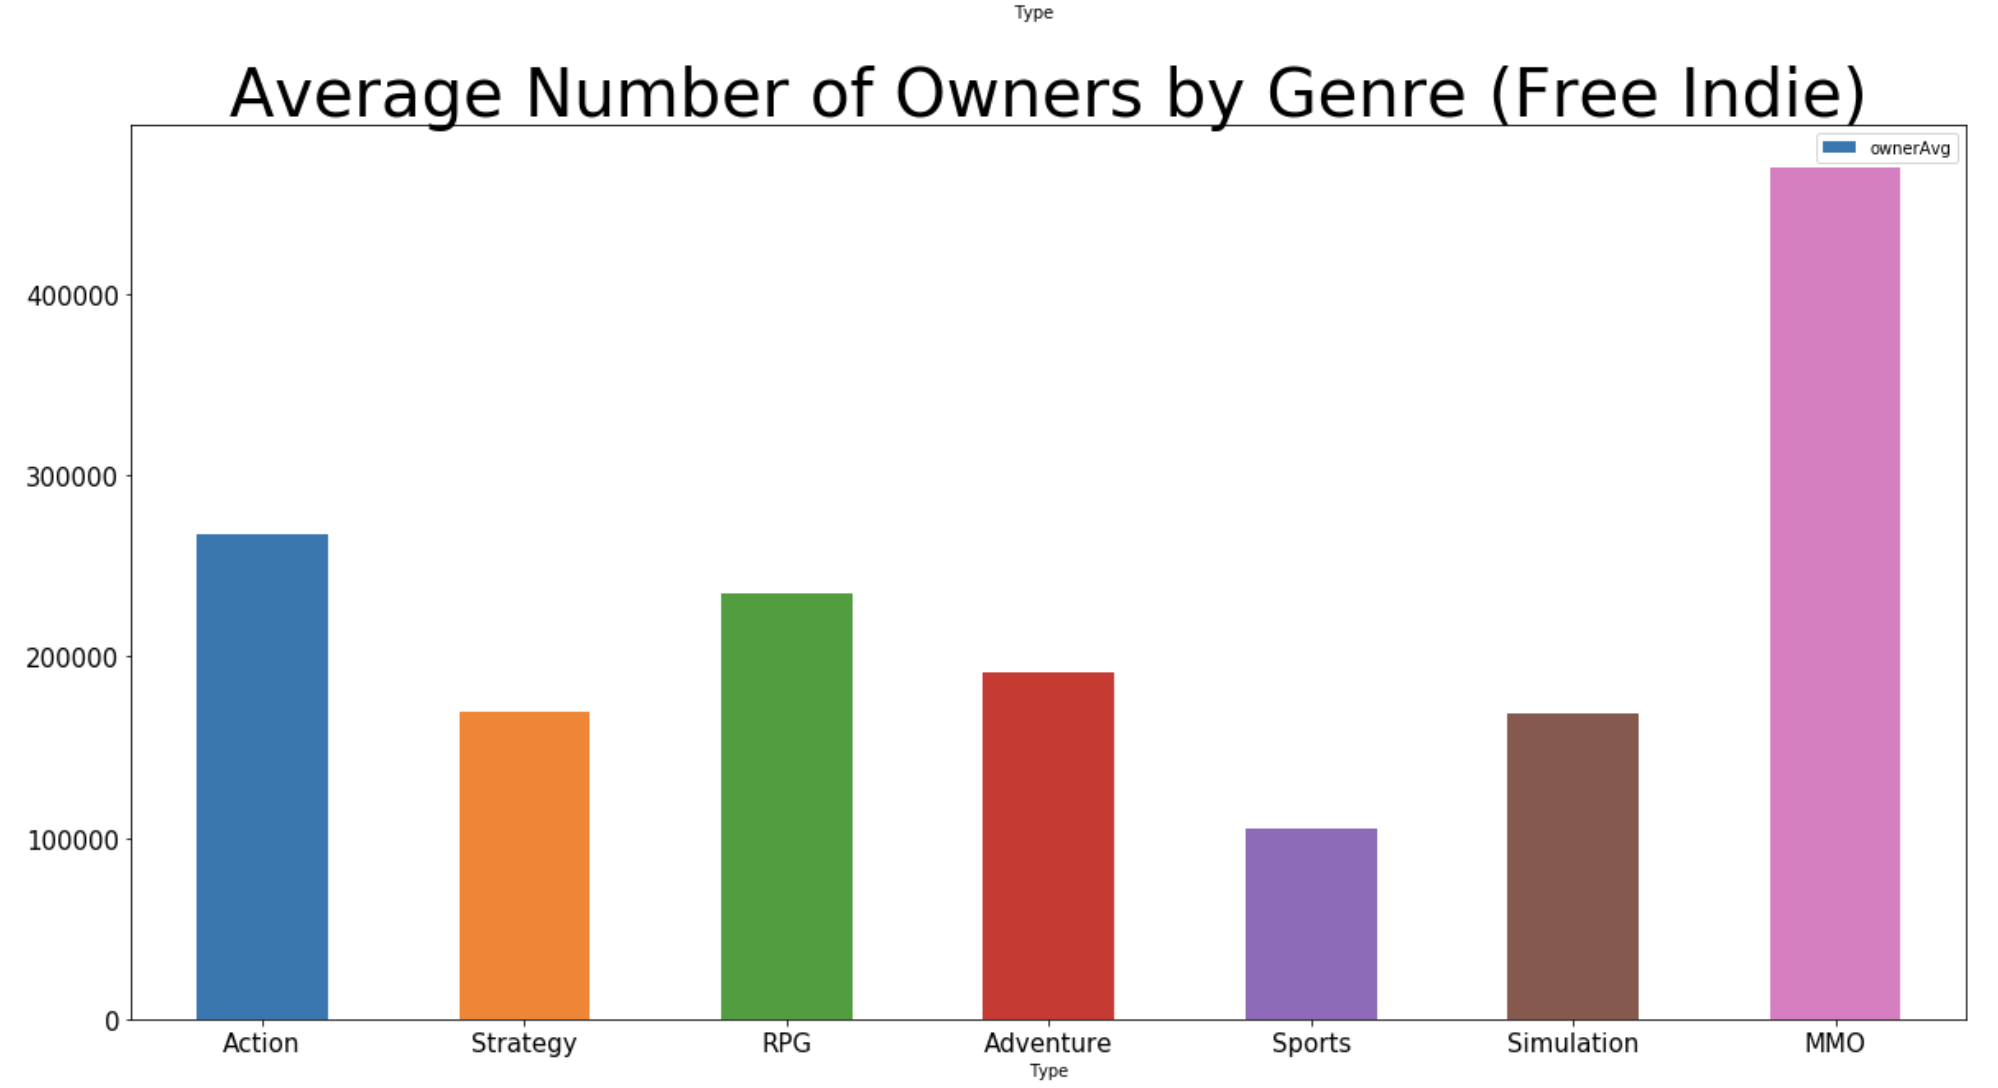 Type
Average Number of Owners by Genre (Free Indie)
ownerAvg
400000
300000
200000
100000
0
Action Strategy RPG Adventure Sports Simulation MMO
Type